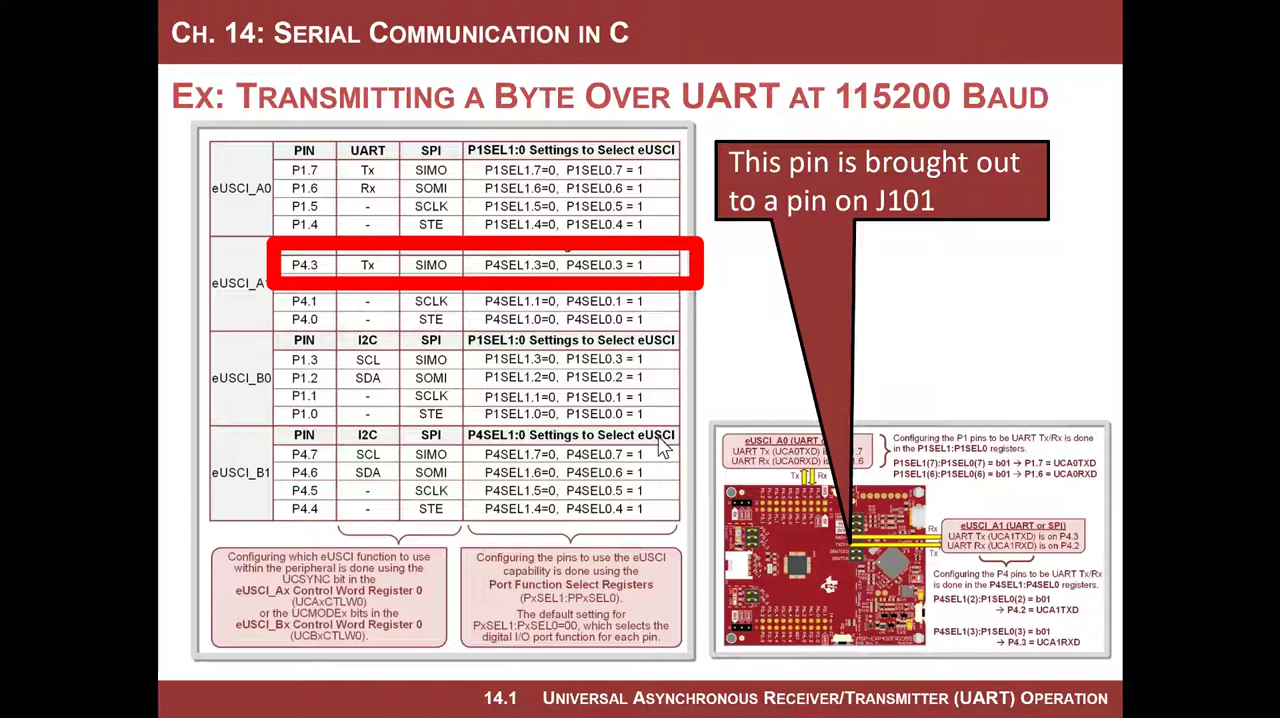 CH. 14: SERIAL COMMUNICATION IN C
EX: TRANSMITTING A BYTE OVER UART AT 115200 BAUD
PIN UART SPI P1SEL1:0 Settings to Select eUSCI
eUSCI_A0
P1.7 Tx SIMO P1SEL1.7=0, P1SEL0.7 = 1
P1.6 Rx SOMI P1SEL1.6=0, P1SEL0.6 = 1
P1.5 - SCLK P1SEL1.5=0, P1SEL0.5 = 1
P1.4 - STE P1SEL1.4=0, P1SEL0.4 = 1
eUSCI_A1
P4.3 Tx SIMO P4SEL1.3=0, P4SEL0.3 = 1
P4.1 - SCLK P4SEL1.1=0, P4SEL0.1 = 1
P4.0 - STE P4SEL1.0=0, P4SEL0.0 = 1
PIN I2C SPI P1SEL1:0 Settings to Select eUSCI
eUSCI_B0
P1.3 SCL SIMO P1SEL1.3=0, P1SEL0.3 = 1
P1.2 SDA SOMI P1SEL1.2=0, P1SEL0.2 = 1
P1.1 - SCLK P1SEL1.1=0, P1SEL0.1 = 1
P1.0 - STE P1SEL1.0=0, P1SEL0.0 = 1
PIN I2C SPI P4SEL1:0 Settings to Select eUSCI
eUSCI_B1
P4.7 SCL SIMO P4SEL1.7=0, P4SEL0.7 = 1
P4.6 SDA SOMI P4SEL1.6=0, P4SEL0.6 = 1
P4.5 - SCLK P4SEL1.5=0, P4SEL0.5 = 1
P4.4 - STE P4SEL1.4=0, P4SEL0.4 = 1
Configuring which eUSCI function to use
within the peripheral is done using the
UCSYNC bit in the
eUSCI_Ax Control Word Register 0
(UCAxCTLW0)
or the UCMODEx bits in the
eUSCI_Bx Control Word Register 0
(UCBxCTLW0).
Configuring the pins to use the eUSCI
capability is done using the
Port Function Select Registers
(PxSEL1:PPxSEL0).
The default setting for
PxSEL1:PxSEL0=00, which selects the
digital I/O port function for each pin.
This pin is brought out
to a pin on J101
eUSCI_A0 (UART
UART Tx (UCA0TXD) is
UART Rx (UCA0RXD) is
.7
.6
Tx Rx
Configuring the P1 pins to be UART Tx/Rx is
done in the P1SEL1:P1SEL0 registers.
P1SEL1(7):P1SEL0(7) = b01 → P1.7 = UCA0TXD
P1SEL1(6):P1SEL0(6) = b01 → P1.6 = UCA0RXD
Rx
Tx
eUSCI_A1 (UART or SPI)
UART Tx (UCA1TXD) is on P4.3
UART Rx (UCA1RXD) is on P4.2
Configuring the P4 pins to be UART Tx/Rx
is done in the P4SEL1:P4SEL0 registers.
P4SEL1(2):P1SEL0(2) = b01
→ P4.2 = UCA1TXD
P4SEL1(3):P1SEL0(3) = b01
→ P4.3 = UCA1RXD
14.1 UNIVERSAL ASYNCHRONOUS RECEIVER/TRANSMITTER (UART) OPERATION